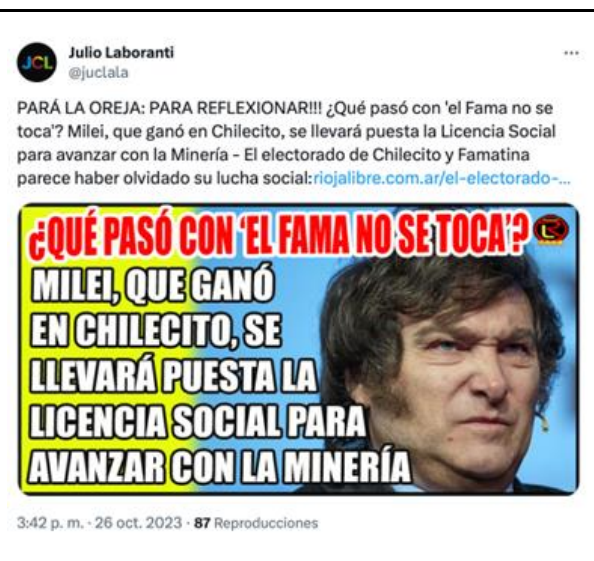 JCL
Julio Laboranti
@juclala
PARÁ LA OREJA: PARA REFLEXIONAR!!! ¿Qué pasó con 'el Fama no se
toca'? Milei, que ganó en Chilecito, se llevará puesta la Licencia Social
para avanzar con la Minería – El electorado de Chilecito y Famatina
parece haber olvidado su lucha social:riojalibre.com.ar/el-electorado-...
¿QUÉ PASÓ CON 'EL FAMA NO SE TOCA'?
MILEI, QUE GANÓ
EN CHILECITO, SE
LLEVARÁ PUESTA LA
LICENCIA SOCIAL PARA
AVANZAR CON LA MINERÍA
3:42 p. m. · 26 oct. 2023 · 87 Reproducciones